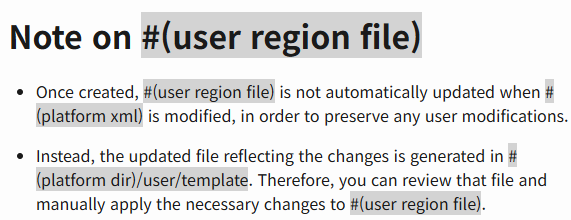 Note on #(user region file)
• Once created, #(user region file) is not automatically updated when #
(platform xml) is modified, in order to preserve any user modifications.
• Instead, the updated file reflecting the changes is generated in #
(platform dir)/user/template. Therefore, you can review that file and
manually apply the necessary changes to #(user region file).